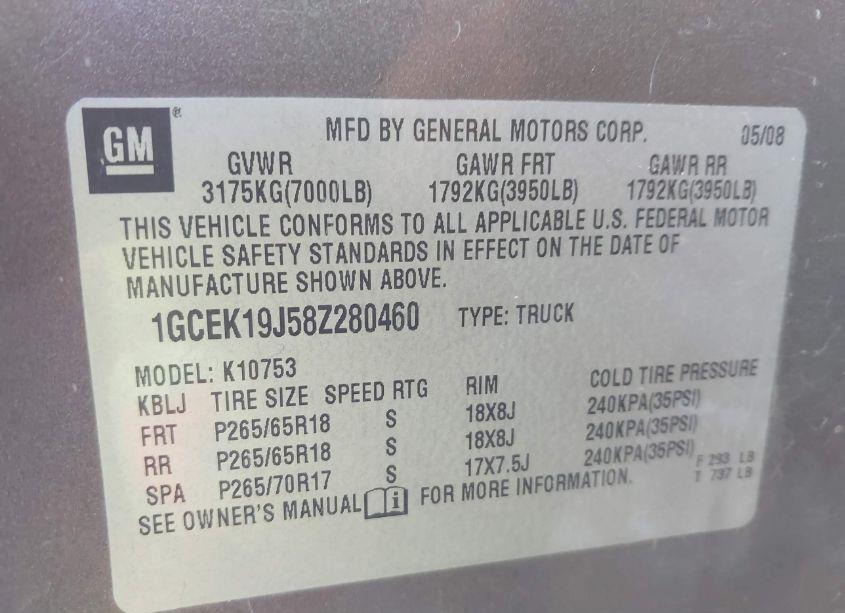 GM ®
MFD BY GENERAL MOTORS CORP. 05/08
GVWR GAWR FRT GAWR RR
3175KG(7000LB) 1792KG(3950LB) 1792KG(3950LB)
THIS VEHICLE CONFORMS TO ALL APPLICABLE U.S. FEDERAL MOTOR
VEHICLE SAFETY STANDARDS IN EFFECT ON THE DATE OF
MANUFACTURE SHOWN ABOVE.
1GCEK19J58Z280460 TYPE: TRUCK
MODEL: K10753
KBLJ TIRE SIZE SPEED RTG RIM COLD TIRE PRESSURE
FRT P265/65R18 S 18X8J 240KPA(35PSI)
RR P265/65R18 S 18X8J 240KPA(35PSI)
SPA P265/70R17 S 17X7.5J 240KPA(35PSI)
F 293 LB
T 737 LB
SEE OWNER'S MANUAL i FOR MORE INFORMATION.